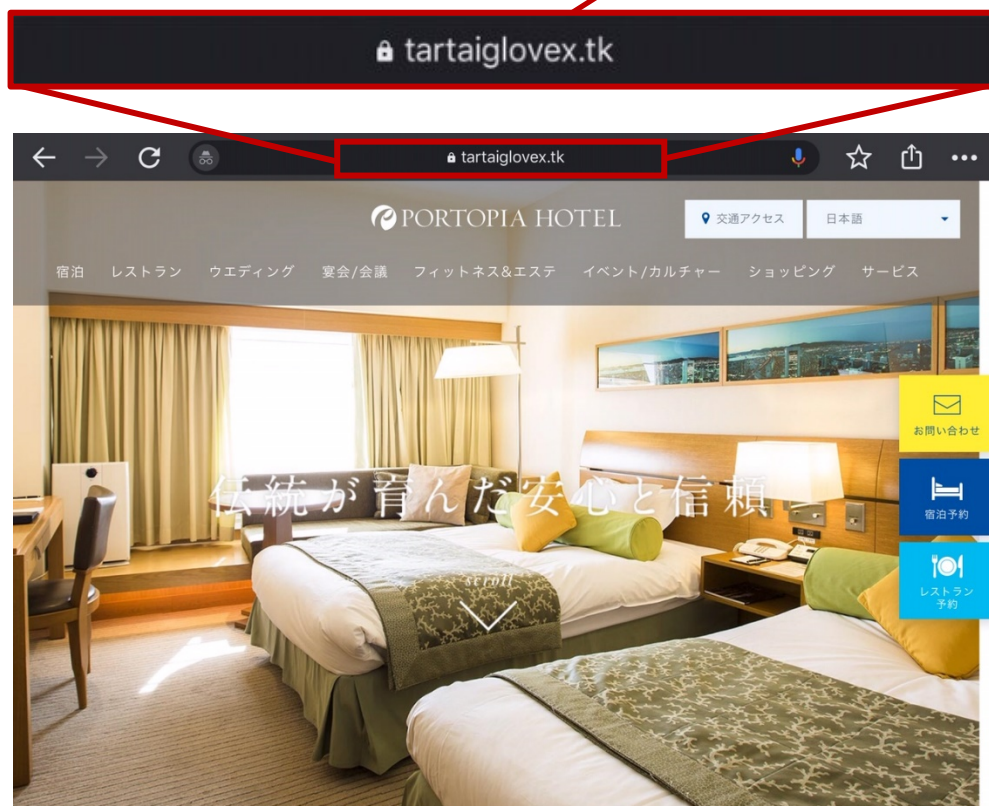 tartaiglovex.tk
tartaiglovex.tk
PORTOPIA HOTEL
交通アクセス
日本語
宿泊 レストラン ウエディング 宴会/会議 フィットネス&エステ イベント/カルチャー ショッピング サービス
お問い合わせ
伝統が育んだ安心と信頼
宿泊予約
scroll
レストラン
予約